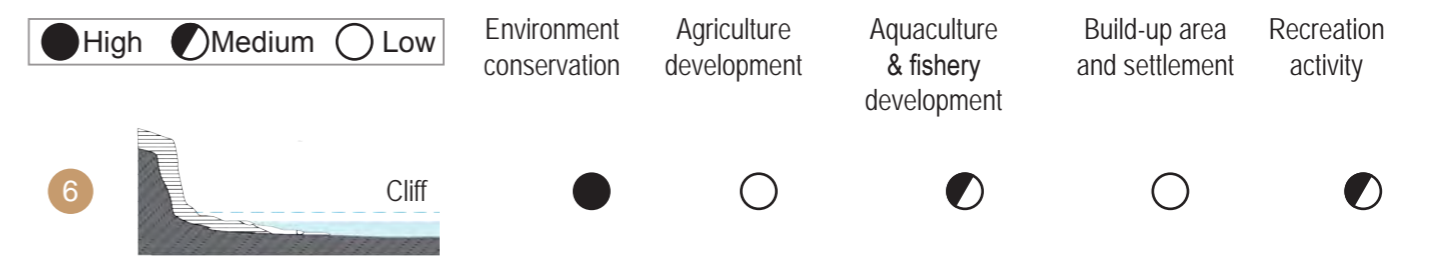 High Medium Low
Environment conservation
Agriculture development
Aquaculture & fishery development
Build-up area and settlement
Recreation activity
6
Cliff